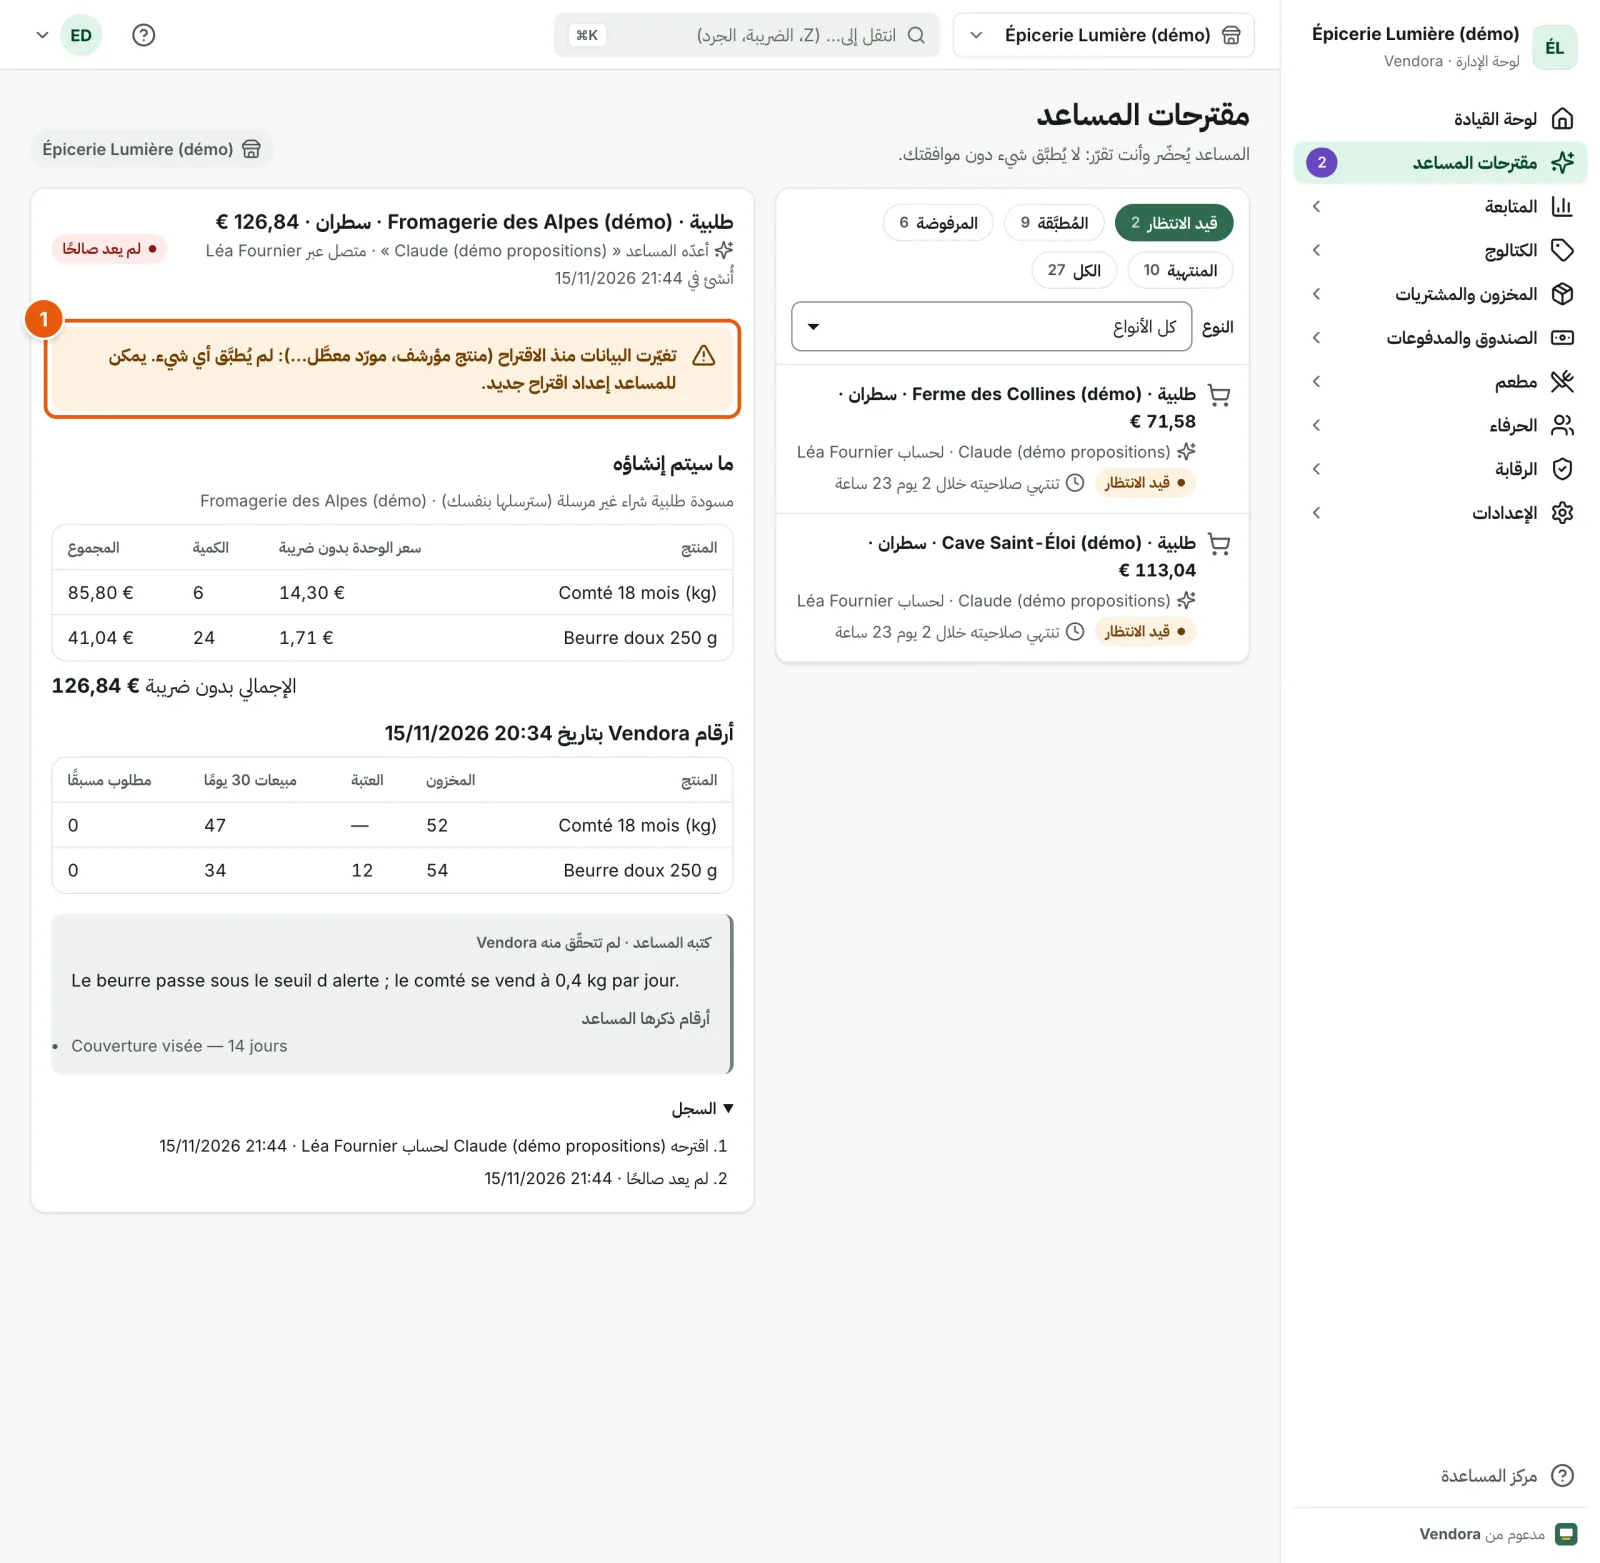 ÉL
Épicerie Lumière (démo)
لوحة الإدارة · Vendora
لوحة القيادة
مقترحات المساعد
2
المتابعة
الكتالوج
المخزون والمشتريات
الصندوق والمدفوعات
مطعم
الحرفاء
الرقابة
الإعدادات
مركز المساعدة
مدعوم من Vendora
Épicerie Lumière (démo)
انتقل إلى... (Z، الضريبة، الجرد)
⌘K
ED
مقترحات المساعد
المساعد يُحضّر وأنت تقرّر: لا يُطبَّق شيء دون موافقتك.
Épicerie Lumière (démo)
قيد الانتظار 2
المُطبَّقة 9
المرفوضة 6
المنتهية 10
الكل 27
النوع
كل الأنواع
طلبية · Ferme des Collines (démo) · سطران ·
71,58 €
Claude (démo propositions) · لحساب Léa Fournier
قيد الانتظار
تنتهي صلاحيته خلال 2 يوم 23 ساعة
طلبية · Cave Saint-Éloi (démo) · سطران ·
113,04 €
Claude (démo propositions) · لحساب Léa Fournier
قيد الانتظار
تنتهي صلاحيته خلال 2 يوم 23 ساعة
طلبية · Fromagerie des Alpes (démo) · سطران · 126,84 €
أعدّه المساعد « Claude (démo propositions) » · متصل عبر Léa Fournier
أُنشئ في 15/11/2026 21:44
لم يعد صالحًا
1
تغيّرت البيانات منذ الاقتراح (منتج مؤرشف، مورّد معطَّل...): لم يُطبَّق أي شيء. يمكن
للمساعد إعداد اقتراح جديد.
ما سيتم إنشاؤه
مسودة طلبية شراء غير مرسلة (سترسلها بنفسك) · Fromagerie des Alpes (démo)
المنتج سعر الوحدة بدون ضريبة الكمية المجموع
Comté 18 mois (kg) 14,30 € 6 85,80 €
Beurre doux 250 g 1,71 € 24 41,04 €
الإجمالي بدون ضريبة 126,84 €
أرقام Vendora بتاريخ 15/11/2026 20:34
المنتج المخزون العتبة مبيعات 30 يومًا مطلوب مسبقًا
Comté 18 mois (kg) 52 — 47 0
Beurre doux 250 g 54 12 34 0
كتبه المساعد · لم تتحقّق منه Vendora
Le beurre passe sous le seuil d alerte ; le comté se vend à 0,4 kg par jour.
أرقام ذكرها المساعد
• Couverture visée — 14 jours
▼ السجل
1. اقترحه Claude (démo propositions) لحساب Léa Fournier · 15/11/2026 21:44
2. لم يعد صالحًا · 15/11/2026 21:44